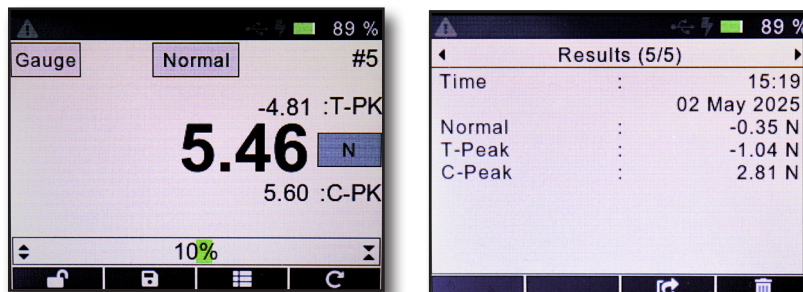 89 %
Gauge Normal #5
-4.81 :T-PK
5.46 N
5.60 :C-PK
10%
89 %
Results (5/5)
Time : 15:19
02 May 2025
Normal : -0.35 N
T-Peak : -1.04 N
C-Peak : 2.81 N